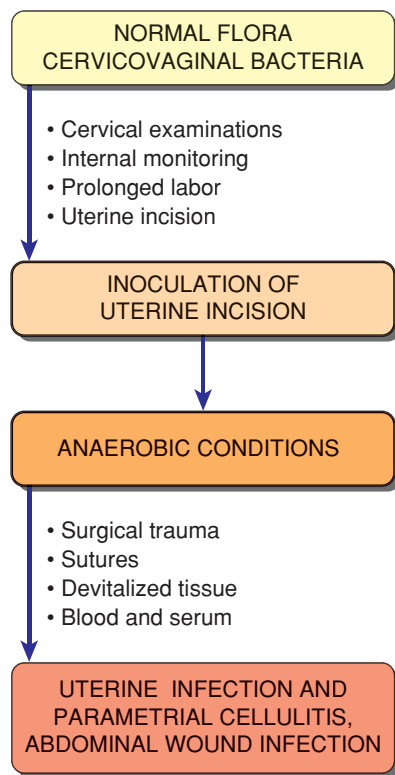 NORMAL FLORA
CERVICOVAGINAL BACTERIA
• Cervical examinations
• Internal monitoring
• Prolonged labor
• Uterine incision
INOCULATION OF
UTERINE INCISION
ANAEROBIC CONDITIONS
• Surgical trauma
• Sutures
• Devitalized tissue
• Blood and serum
UTERINE INFECTION AND
PARAMETRIAL CELLULITIS,
ABDOMINAL WOUND INFECTION